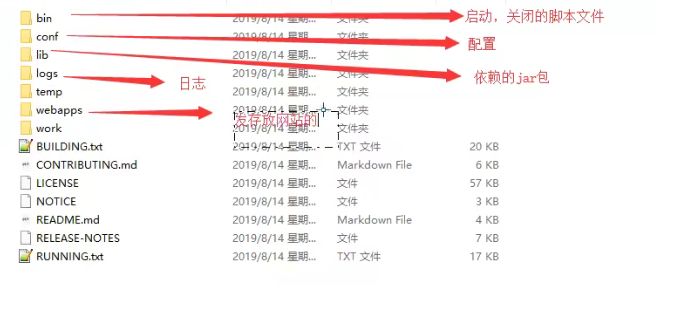 bin 2019/8/14 星期... 文件夹 启动，关闭的脚本文件
conf 2019/8/14 星期... 文件夹 配置
lib 2019/8/14 星期... 文件夹 依赖的jar包
logs 日志 2019/8/14 星期... 文件夹
temp 2019/8/14 星期... 文件夹
webapps 2019/8/14 星期... 文件夹
发存放网站的
work 2019/8/14 星期... 文件夹
BUILDING.txt 2019/8/14 星期... TXT 文件 20 KB
CONTRIBUTING.md 2019/8/14 星期... Markdown File 6 KB
LICENSE 2019/8/14 星期... 文件 57 KB
NOTICE 2019/8/14 星期... 文件 3 KB
README.md 2019/8/14 星期... Markdown File 4 KB
RELEASE-NOTES 2019/8/14 星期... 文件 7 KB
RUNNING.txt 2019/8/14 星期... TXT 文件 17 KB